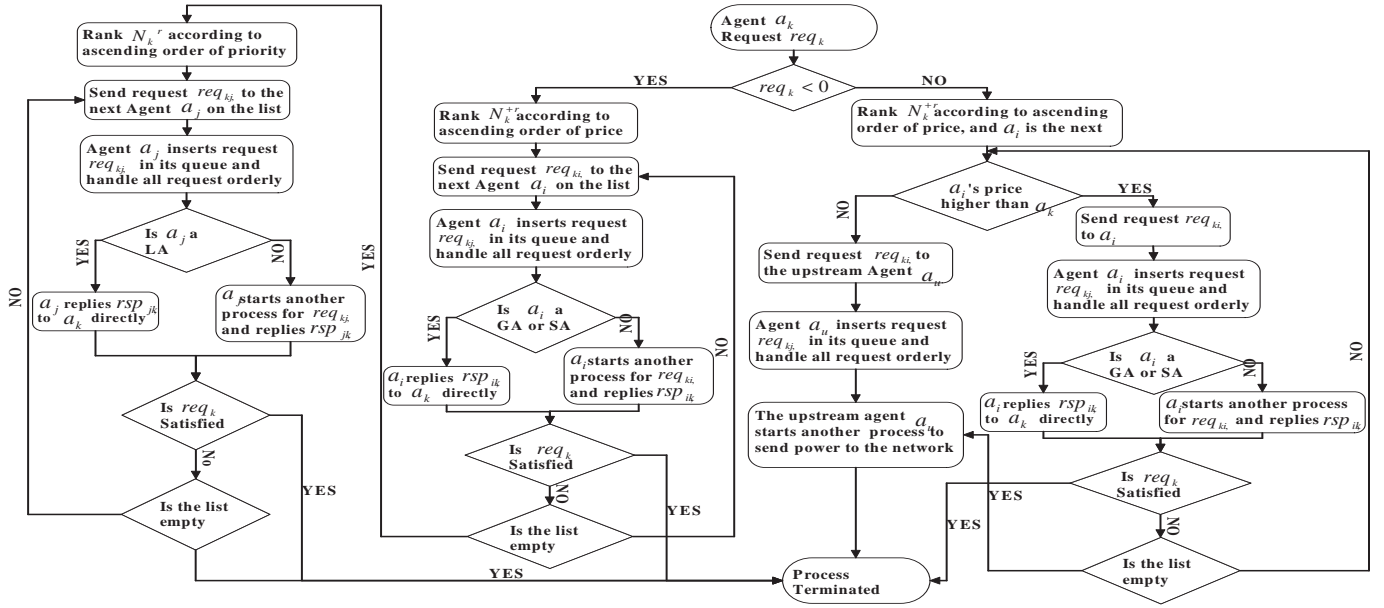 Agent a_k
Request req_k
req_k < 0
YES
NO
Rank N_k^r according to
ascending order of priority
Send request req_kj, to the
next Agent a_j on the list
Agent a_j inserts request
req_kj, in its queue and
handle all request orderly
Is a_j a
LA
YES
NO
a_j replies rsp_jk
to a_k directly
a_j starts another
process for req_kj,
and replies rsp_jk
Is req_k
Satisfied
No
YES
Is the list
empty
NO
YES
YES
Rank N_k^+r according to
ascending order of price
Send request req_ki, to the
next Agent a_i on the list
Agent a_i inserts request
req_kj, in its queue and
handle all request orderly
Is a_i a
GA or SA
YES
NO
a_i replies rsp_ik
to a_k directly
a_i starts another
process for req_ki,
and replies rsp_ik
Is req_k
Satisfied
NO
YES
Is the list
empty
NO
Rank N_k^+r according to ascending
order of price, and a_i is the next
a_i's price
higher than a_k
NO
YES
Send request req_ki, to
the upstream Agent a_u.
Agent a_u inserts request
req_kj, in its queue and
handle all request orderly
The upstream agent a_u
starts another process to
send power to the network
Send request req_ki,
to a_i
Agent a_i inserts request
req_kj, in its queue and
handle all request orderly
Is a_i a
GA or SA
YES
NO
a_i replies rsp_ik
to a_k directly
a_i starts another process
for req_ki, and replies rsp_ik
Is req_k
Satisfied
YES
YES
NO
Is the list
empty
NO
Process
Terminated